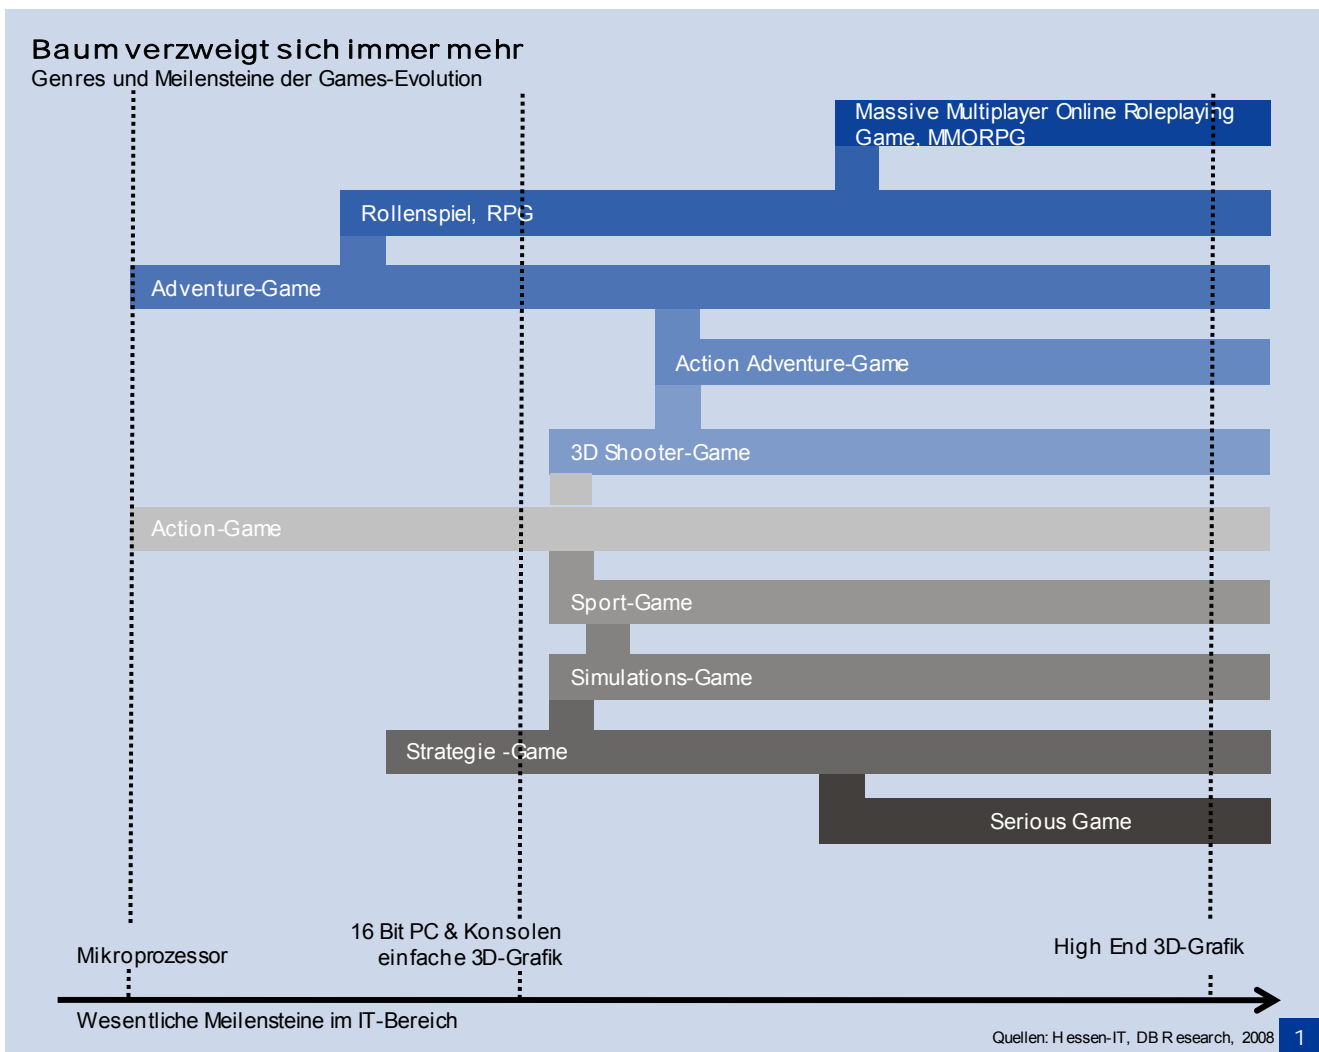 Baum verzweigt sich immer mehr
Genres und Meilensteine der Games-Evolution
Massive Multiplayer Online Roleplaying
Game, MMORPG
Rollenspiel, RPG
Adventure-Game
Action Adventure-Game
3D Shooter-Game
Action-Game
Sport-Game
Simulations-Game
Strategie -Game
Serious Game
Mikroprozessor
16 Bit PC & Konsolen
einfache 3D-Grafik
High End 3D-Grafik
Wesentliche Meilensteine im IT-Bereich
Quellen: Hessen-IT, DB Research, 2008
1